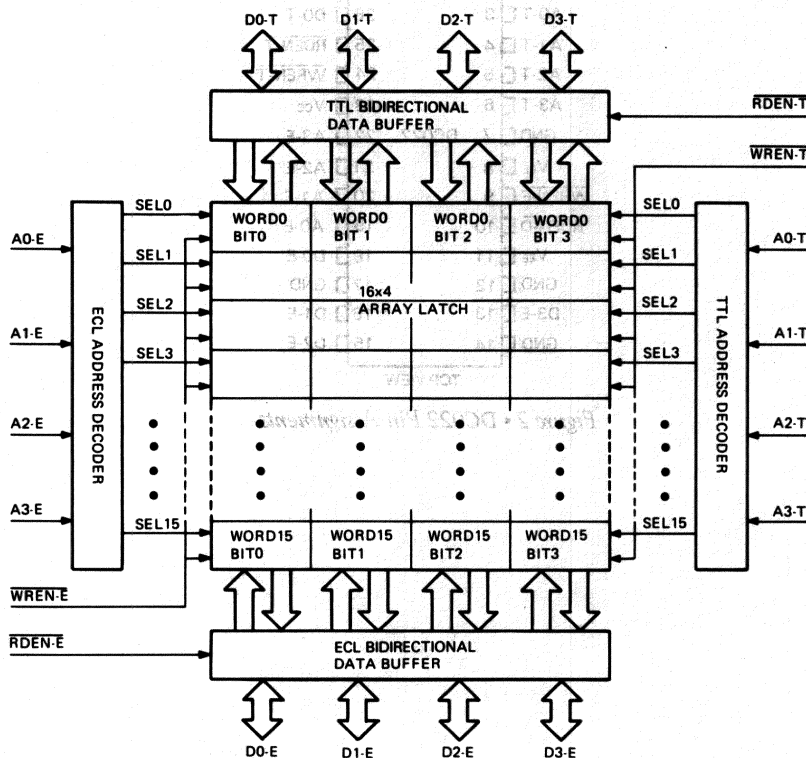 D0-T D1-T D2-T D3-T
TTL BIDIRECTIONAL
DATA BUFFER
RDEN-T
WREN-T
SEL0 WORD0 WORD0 WORD0 WORD0 SEL0
BIT0 BIT 1 BIT 2 BIT 3
A0-E A0-T
SEL1 SEL1
16x4
ARRAY LATCH
SEL2 SEL2
A1-E A1-T
SEL3 SEL3
ECL ADDRESS DECODER
TTL ADDRESS DECODER
A2-E A2-T
A3-E A3-T
SEL15 WORD15 WORD15 WORD15 WORD15 SEL15
BIT0 BIT1 BIT2 BIT3
WREN-E
RDEN-E
ECL BIDIRECTIONAL
DATA BUFFER
D0-E D1-E D2-E D3-E